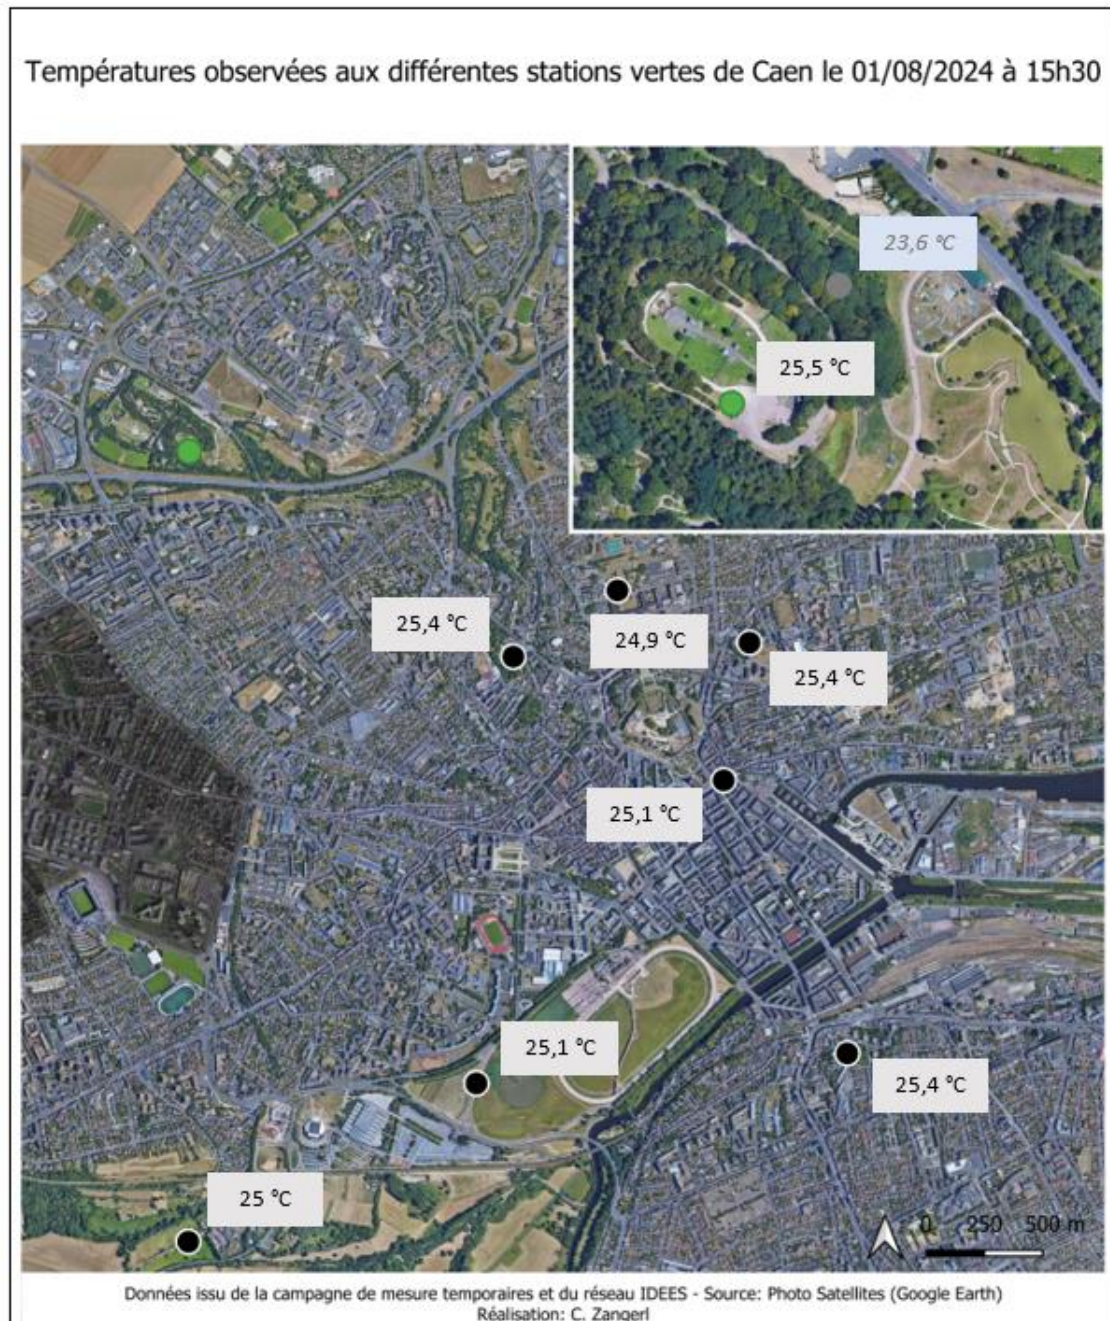 Températures observées aux différentes stations vertes de Caen le 01/08/2024 à 15h30
23,6 °C
25,5 °C
25,4 °C
24,9 °C
25,4 °C
25,1 °C
25,1 °C
25,4 °C
25 °C
0 250 500 m
Données issu de la campagne de mesure temporaires et du réseau IDEES - Source: Photo Satellites (Google Earth)
Réalisation: C. Zangerl